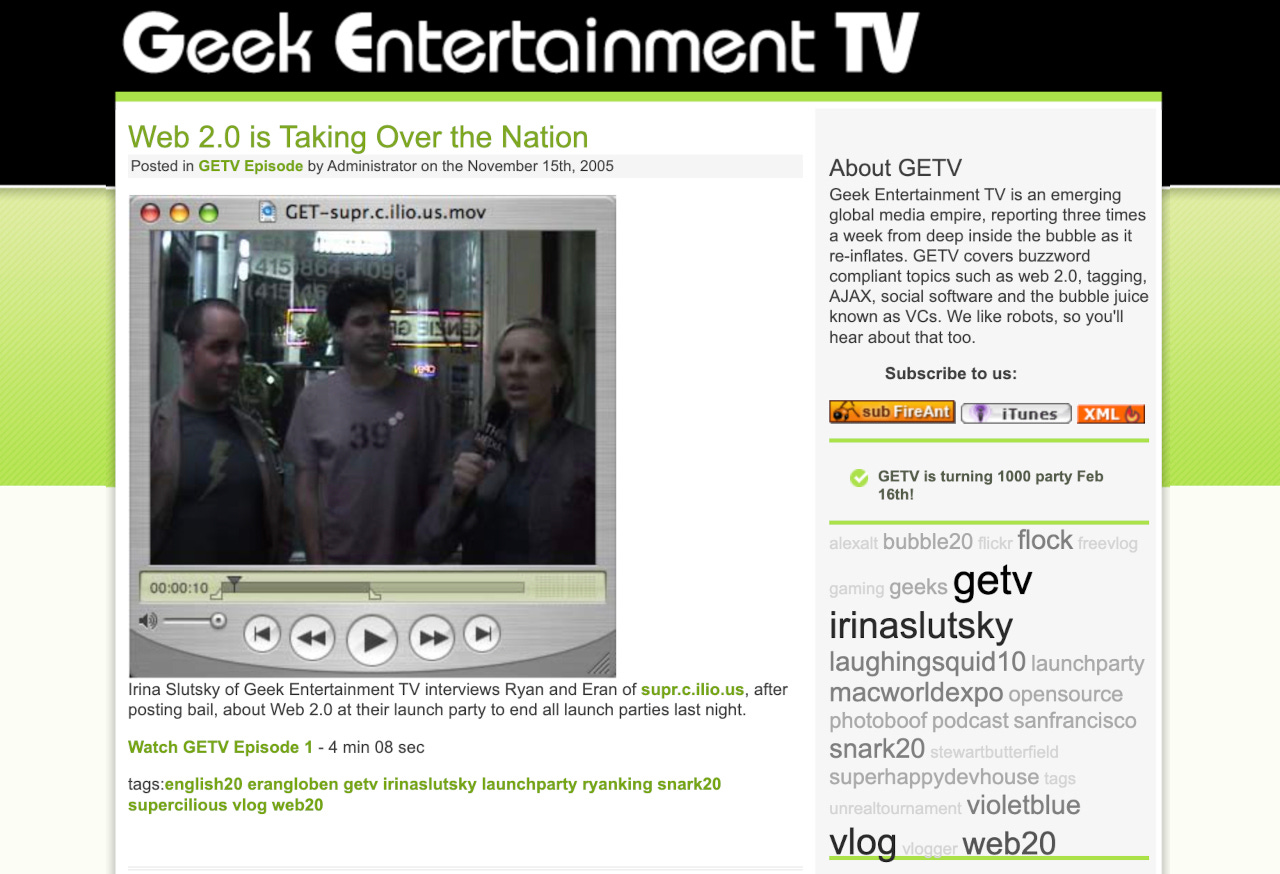 Geek Entertainment TV
Web 2.0 is Taking Over the Nation
Posted in GETV Episode by Administrator on the November 15th, 2005
GET-supr.c.ilio.us.mov
(415)864-6096
39
OPEN
THE
MEDIA
00:00:10
Irina Slutsky of Geek Entertainment TV interviews Ryan and Eran of supr.c.ilio.us, after
posting bail, about Web 2.0 at their launch party to end all launch parties last night.
Watch GETV Episode 1 - 4 min 08 sec
tags:english20 erangloben getv irinaslutsky launchparty ryanking snark20
supercilious vlog web20
About GETV
Geek Entertainment TV is an emerging
global media empire, reporting three times
a week from deep inside the bubble as it
re-inflates. GETV covers buzzword
compliant topics such as web 2.0, tagging,
AJAX, social software and the bubble juice
known as VCs. We like robots, so you'll
hear about that too.
Subscribe to us:
sub FireAnt iTunes XML
GETV is turning 1000 party Feb
16th!
alexalt bubble20 flickr flock freevlog
gaming geeks getv
irinaslutsky
laughingsquid10 launchparty
macworldexpo opensource
photoboof podcast sanfrancisco
snark20 stewartbutterfield
superhappydevhouse tags
unrealtournament violetblue
vlog vlogger web20